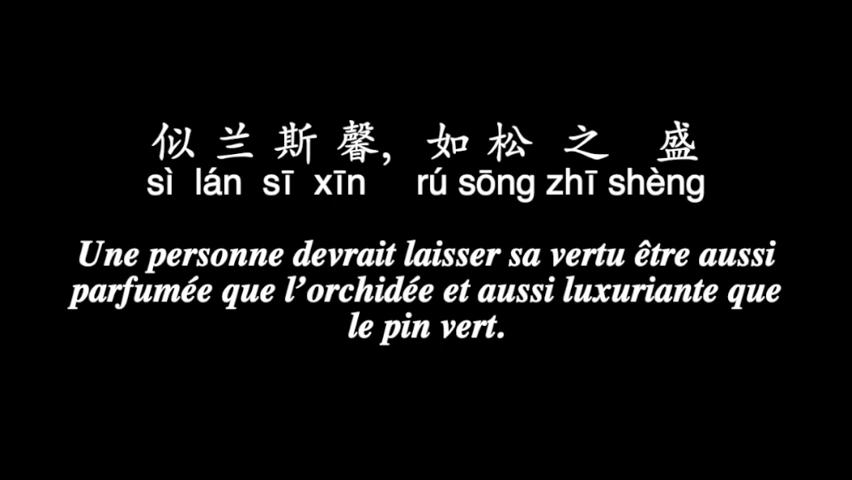 似兰斯馨, 如松之盛
sì lán sī xīn rú sōng zhī shèng
Une personne devrait laisser sa vertu être aussi
parfumée que l’orchidée et aussi luxuriante que
le pin vert.